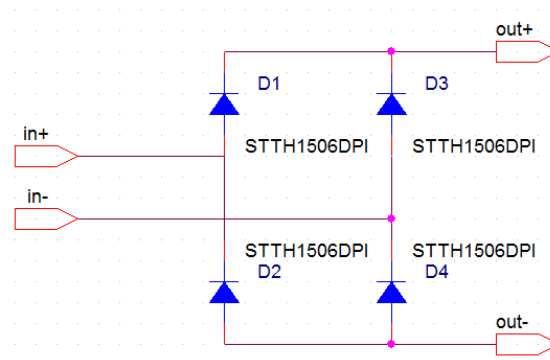 out+
D1 D3
in+
STTH1506DPI STTH1506DPI
in-
STTH1506DPI STTH1506DPI
D2 D4
out-